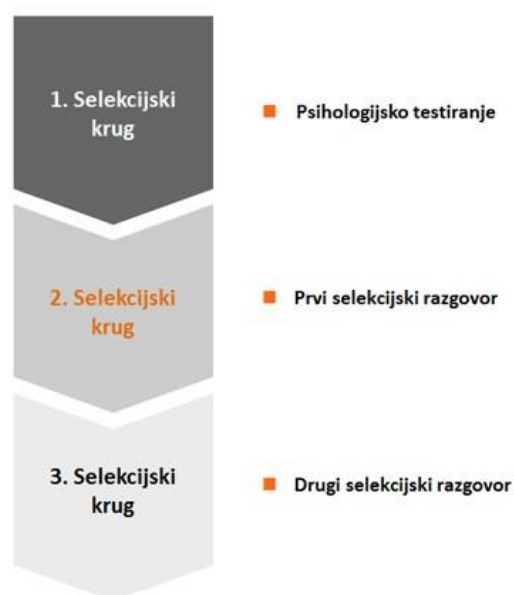 1. Selekcijski
krug
Psihologijsko testiranje
2. Selekcijski
krug
Prvi selekcijski razgovor
3. Selekcijski
krug
Drugi selekcijski razgovor